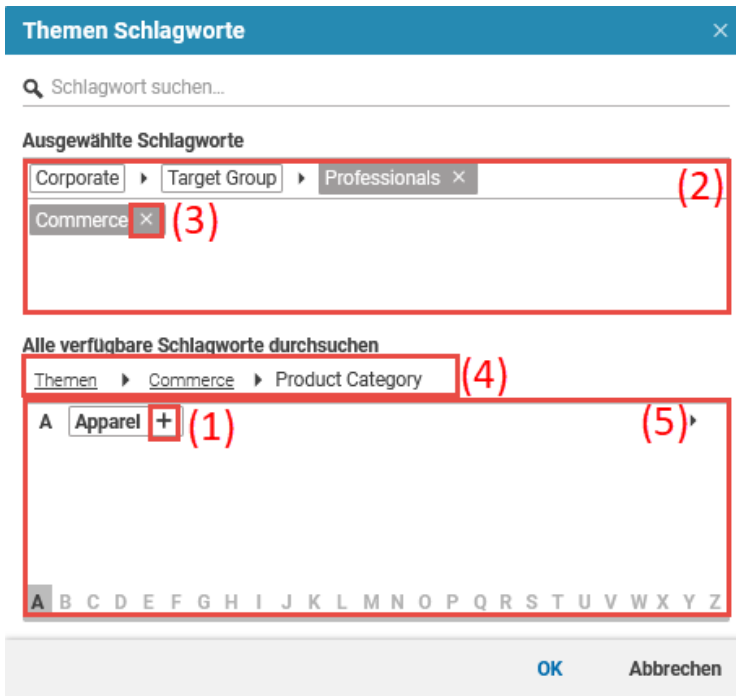 Themen Schlagworte ×
Schlagwort suchen...
Ausgewählte Schlagworte
Corporate Target Group Professionals × (2)
Commerce × (3)
Alle verfügbare Schlagworte durchsuchen
Themen Commerce Product Category (4)
A Apparel + (1) (5)
A B C D E F G H I J K L M N O P Q R S T U V W X Y Z
OK Abbrechen